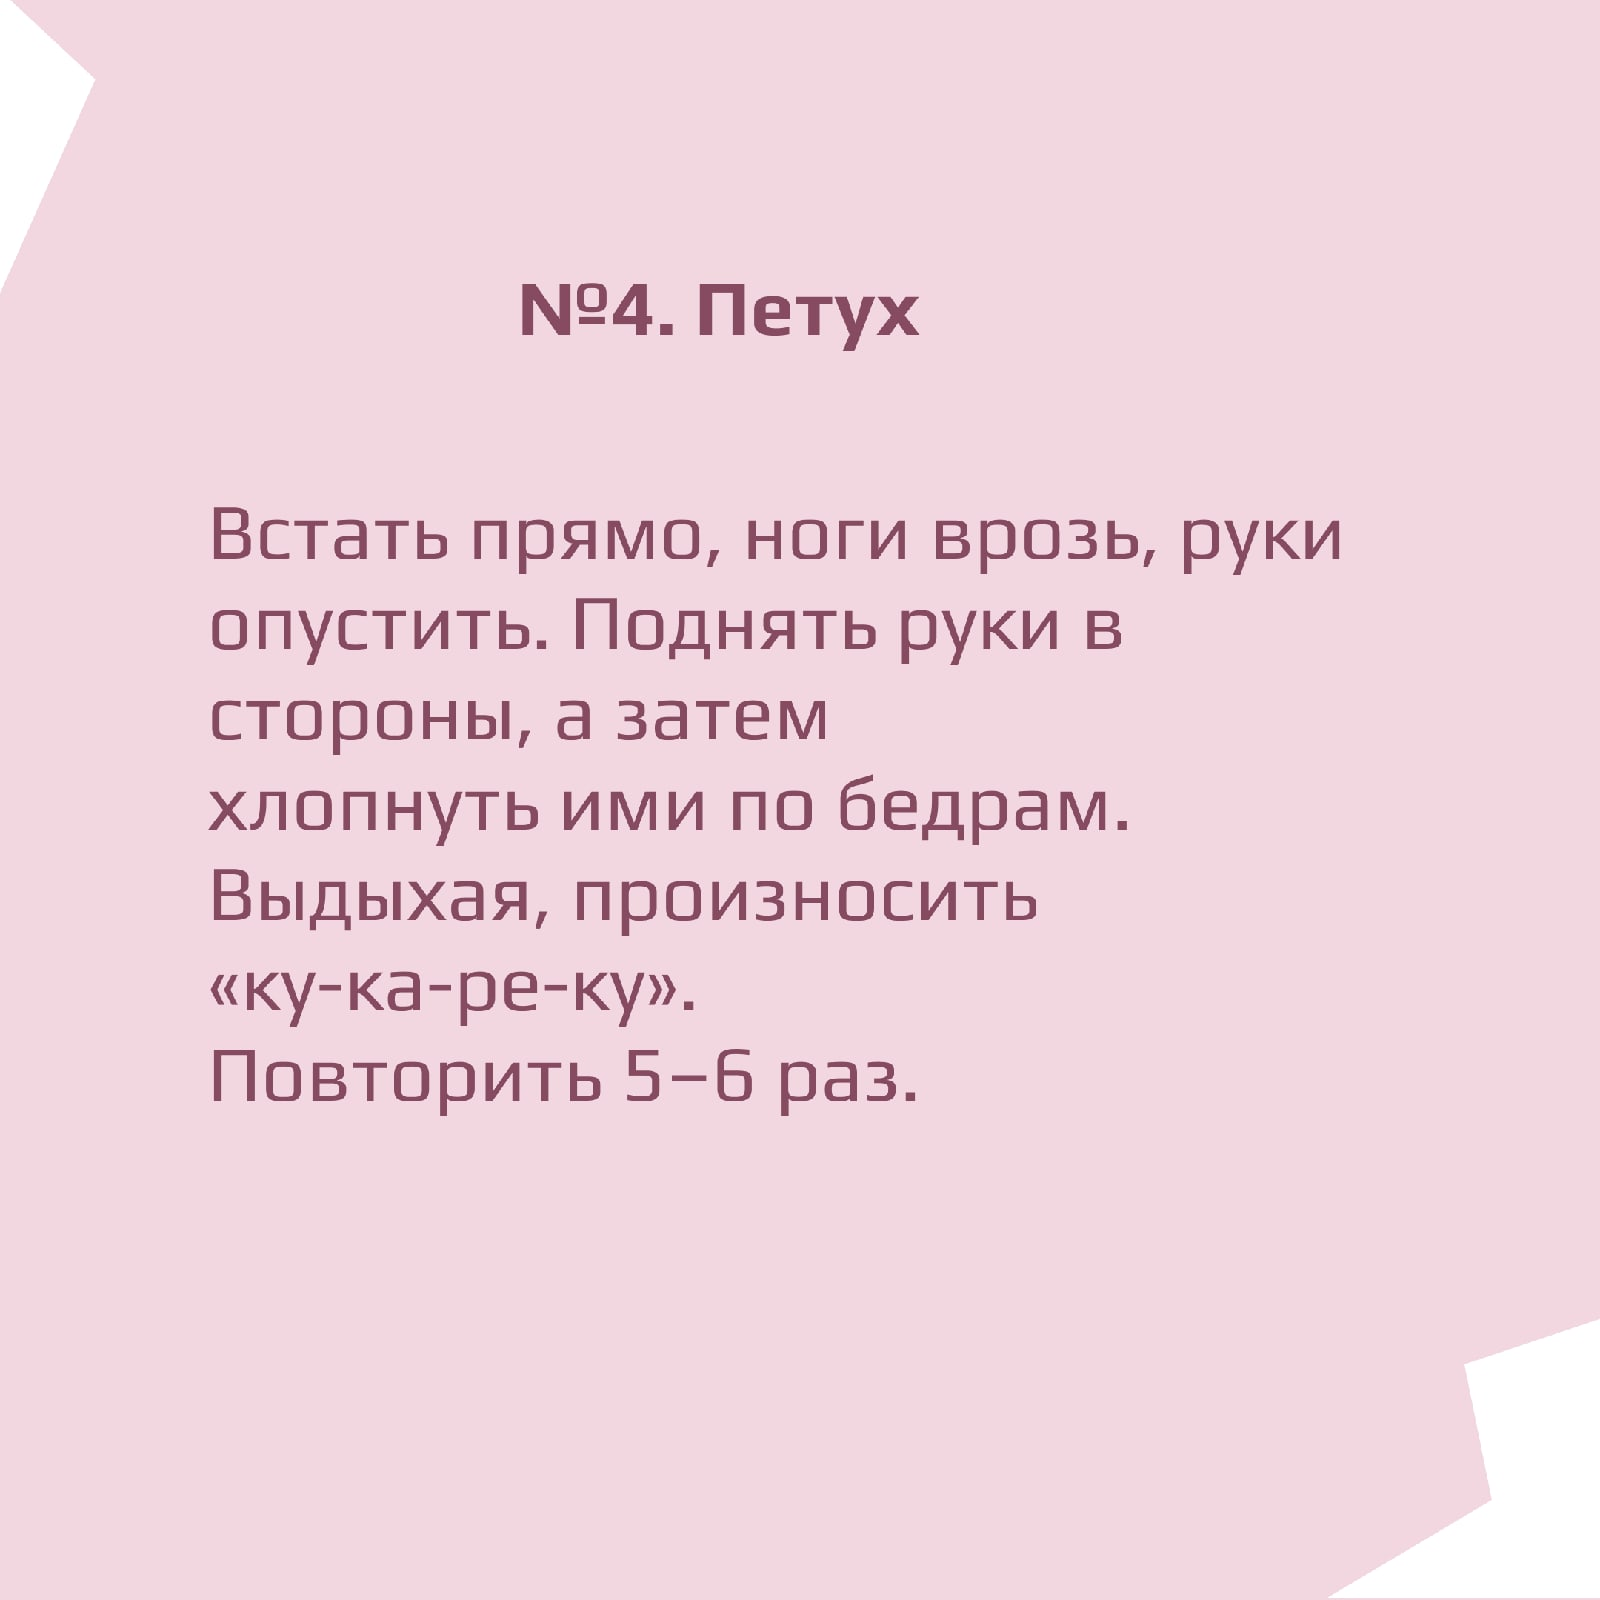 №4. Петух
Встать прямо, ноги врозь, руки
опустить. Поднять руки в
стороны, а затем
хлопнуть ими по бедрам.
Выдыхая, произносить
«ку-ка-ре-ку».
Повторить 5–6 раз.